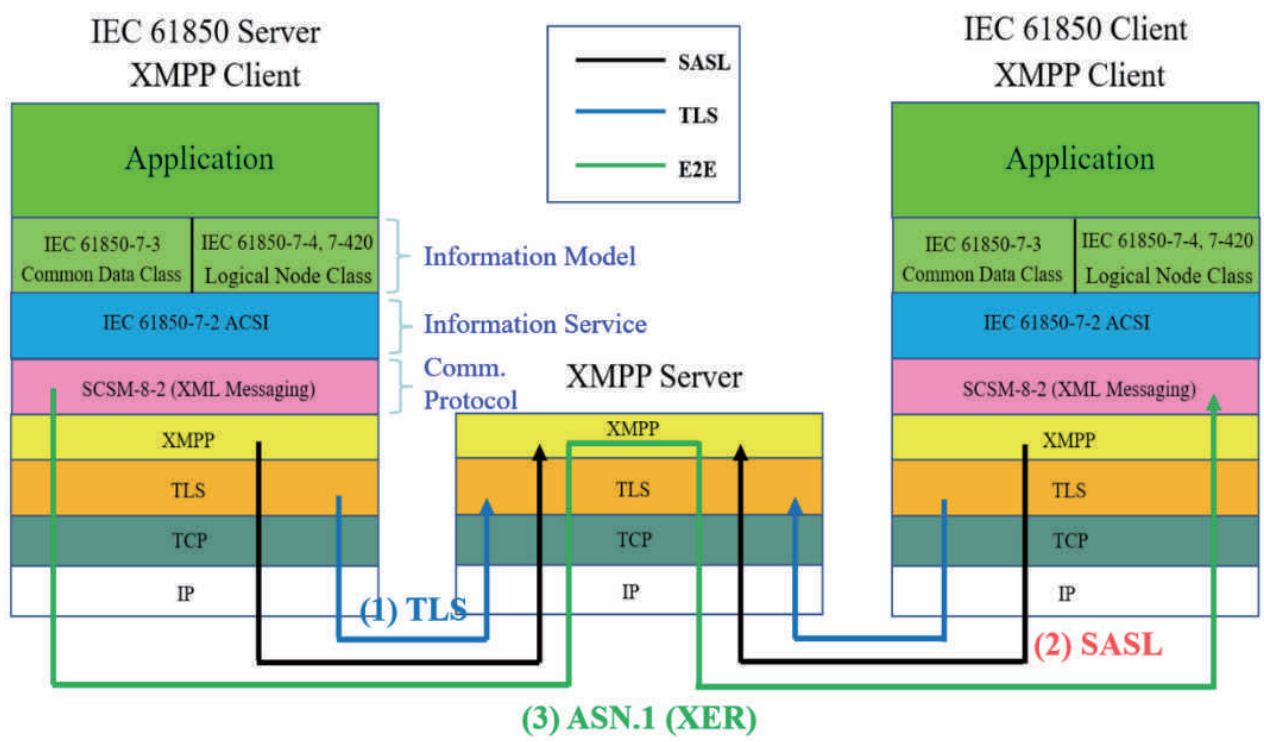 IEC 61850 Server
XMPP Client
Application
IEC 61850-7-3
Common Data Class
IEC 61850-7-4, 7-420
Logical Node Class
IEC 61850-7-2 ACSI
SCSM-8-2 (XML Messaging)
XMPP
TLS
TCP
IP
SASL
TLS
E2E
Information Model
Information Service
Comm.
Protocol
XMPP Server
XMPP
TLS
TCP
IP
IEC 61850 Client
XMPP Client
Application
IEC 61850-7-3
Common Data Class
IEC 61850-7-4, 7-420
Logical Node Class
IEC 61850-7-2 ACSI
SCSM-8-2 (XML Messaging)
XMPP
TLS
TCP
IP
(1) TLS
(2) SASL
(3) ASN.1 (XER)